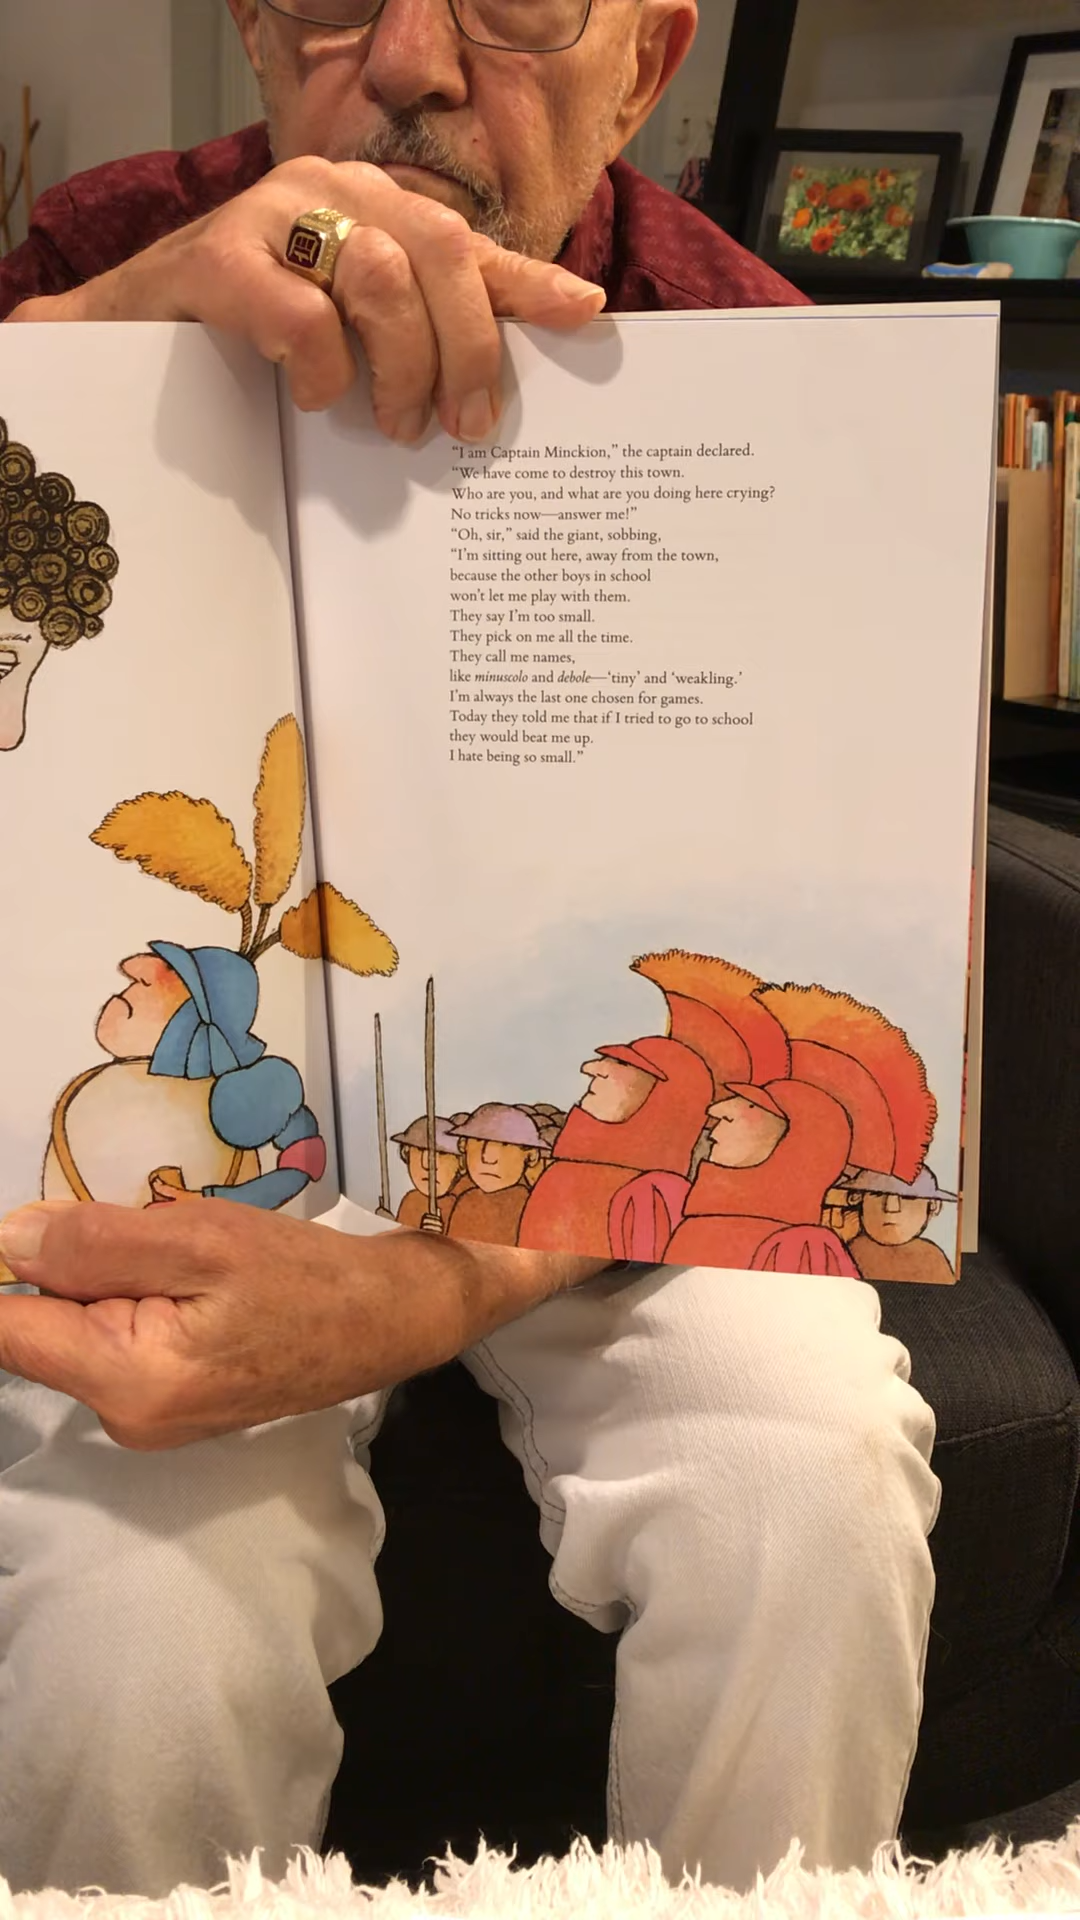 “I am Captain Minckion,” the captain declared.
“We have come to destroy this town.
Who are you, and what are you doing here crying?
No tricks now—answer me!”
“Oh, sir,” said the giant, sobbing,
“I’m sitting out here, away from the town,
because the other boys in school
won’t let me play with them.
They say I’m too small.
They pick on me all the time.
They call me names,
like minuscolo and debole—‘tiny’ and ‘weakling.’
I’m always the last one chosen for games.
Today they told me that if I tried to go to school
they would beat me up.
I hate being so small.”